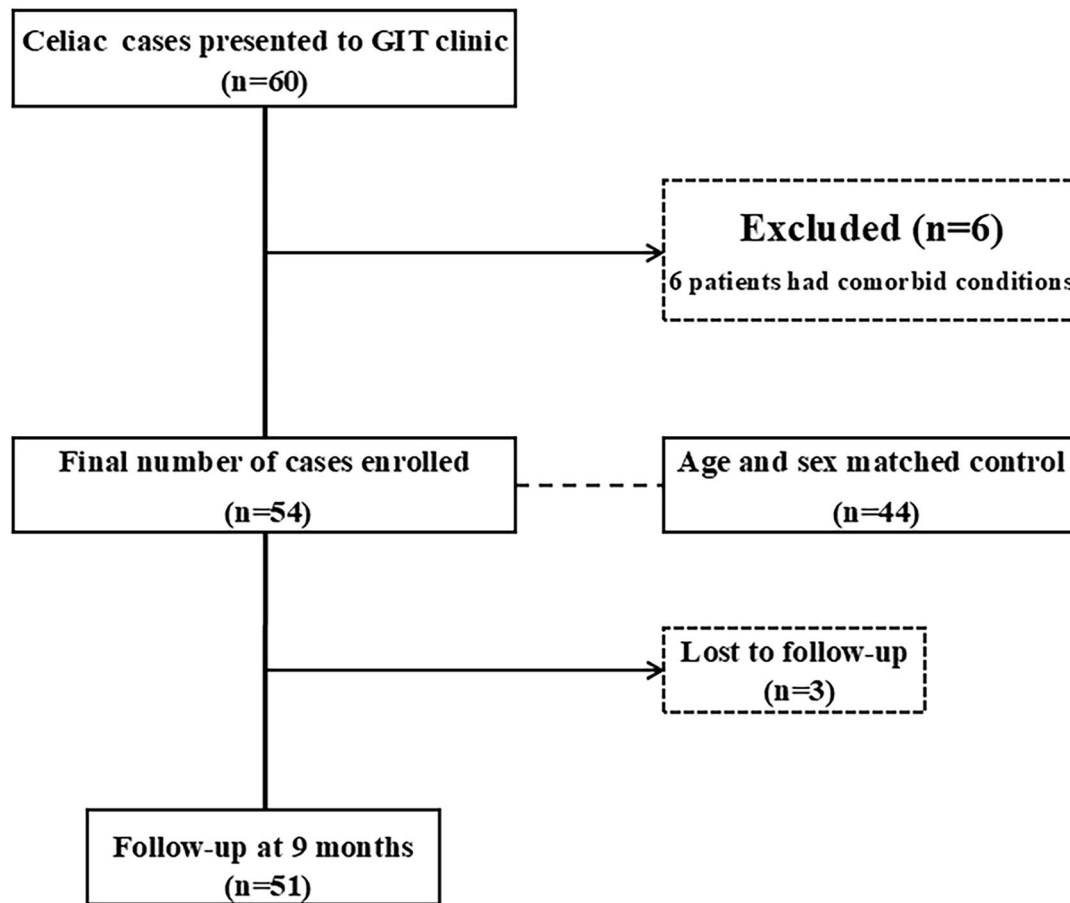 Celiac cases presented to GIT clinic
(n=60)
Excluded (n=6)
6 patients had comorbid conditions
Final number of cases enrolled
(n=54)
Age and sex matched control
(n=44)
Lost to follow-up
(n=3)
Follow-up at 9 months
(n=51)